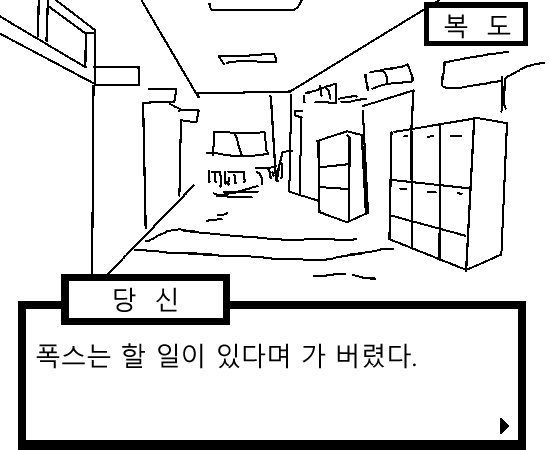 복 도
당 신
폭스는 할 일이 있다며 가 버렸다.